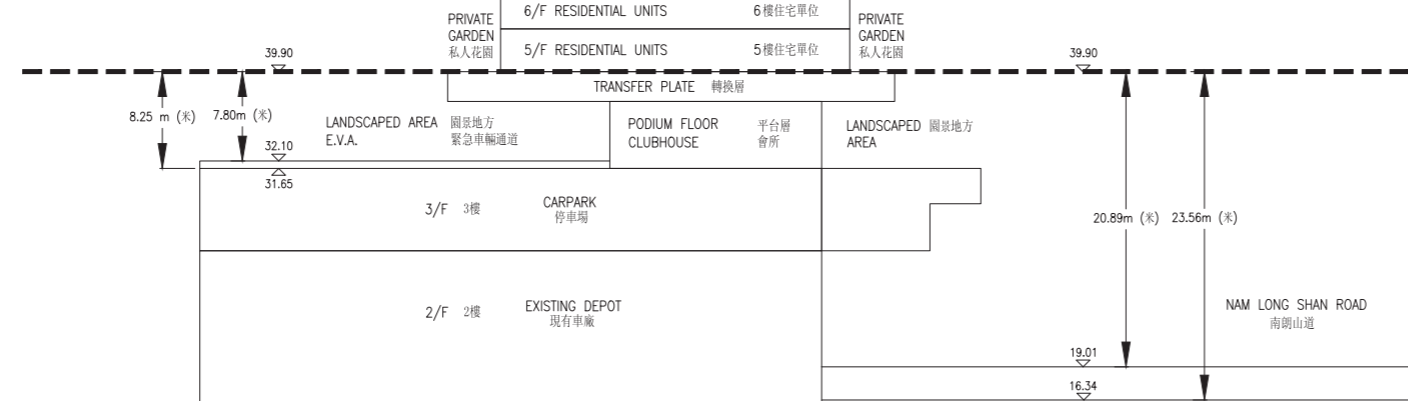 6/F RESIDENTIAL UNITS 6樓住宅單位
PRIVATE
GARDEN
私人花園
PRIVATE
GARDEN
私人花園
5/F RESIDENTIAL UNITS 5樓住宅單位
39.90
39.90
TRANSFER PLATE 轉換層
8.25 m (米)
7.80m (米)
LANDSCAPED AREA 園景地方
E.V.A. 緊急車輛通道
PODIUM FLOOR 平台層
CLUBHOUSE 會所
LANDSCAPED 園景地方
AREA
32.10
31.65
3/F 3樓
CARPARK
停車場
20.89m (米)
23.56m (米)
2/F 2樓
EXISTING DEPOT
現有車廠
NAM LONG SHAN ROAD
南朗山道
19.01
16.34